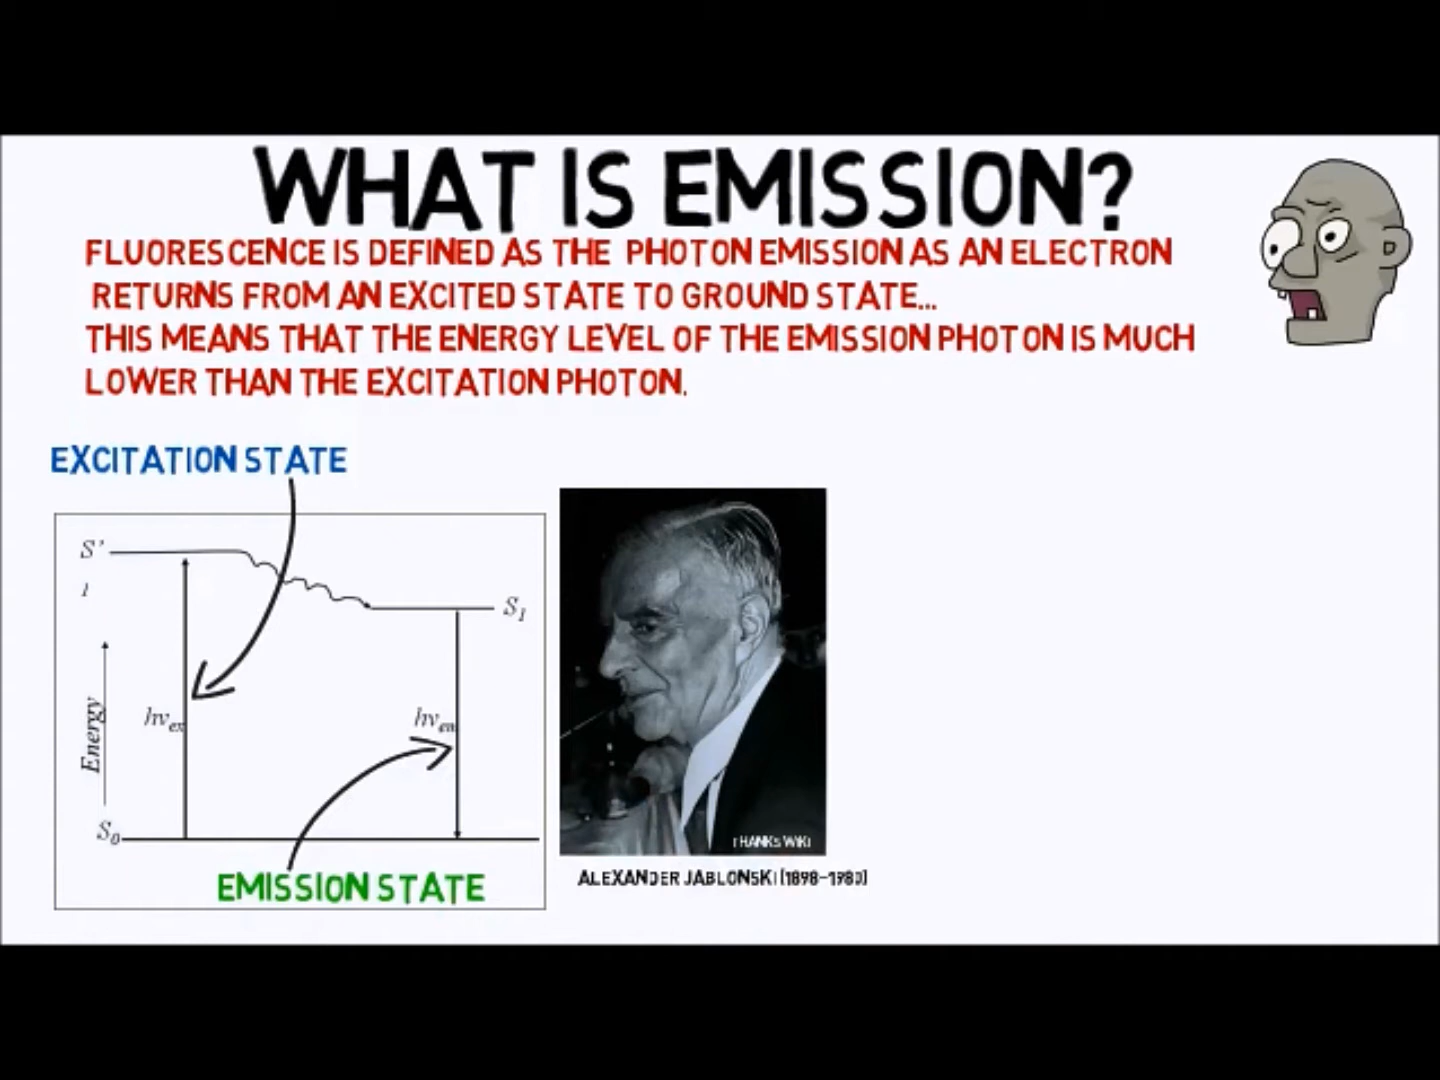 WHAT IS EMISSION?
FLUORESCENCE IS DEFINED AS THE PHOTON EMISSION AS AN ELECTRON
RETURNS FROM AN EXCITED STATE TO GROUND STATE...
THIS MEANS THAT THE ENERGY LEVEL OF THE EMISSION PHOTON IS MUCH
LOWER THAN THE EXCITATION PHOTON.
EXCITATION STATE
S'
1
S1
Energy
hνex
hνem
S0
EMISSION STATE
THANKS WIKI
ALEXANDER JABLONSKI (1898-1980)